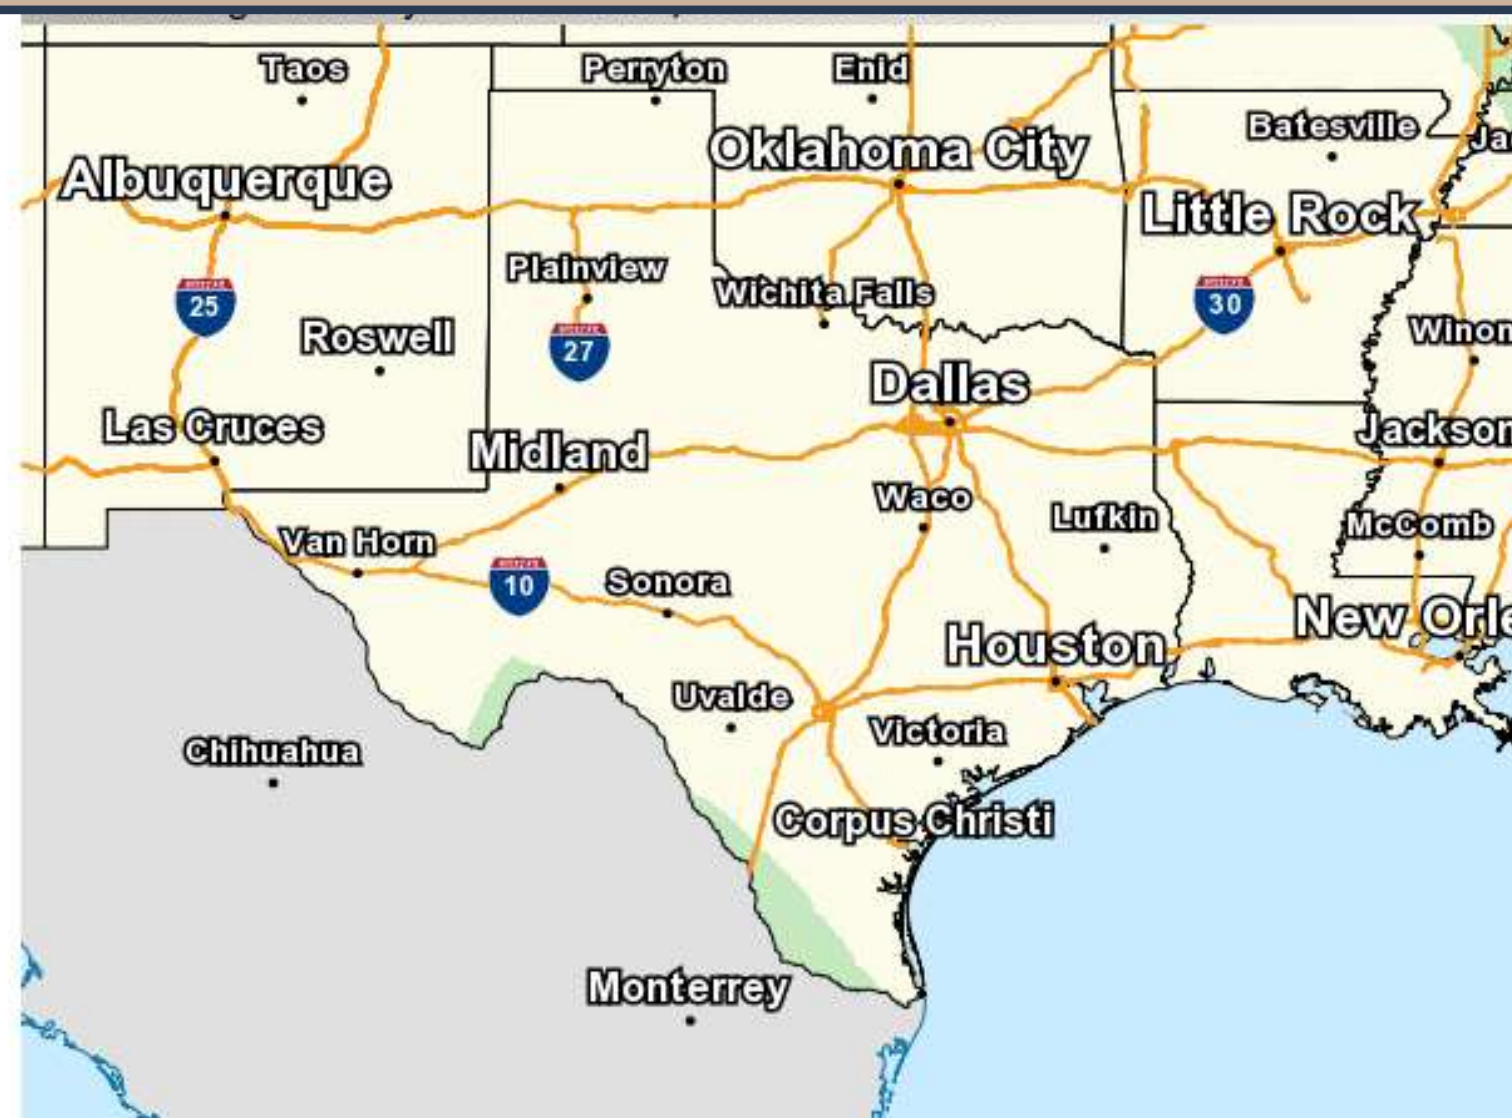 Taos
Perryton
Enid
Batesville
Oklahoma City
Albuquerque
Little Rock
Plainview
Wichita Falls
25
30
Roswell
27
Dallas
Las Cruces
Midland
Waco
Lufkin
McComb
Van Horn
10
Sonora
Houston
Uvalde
Victoria
Chihuahua
Corpus Christi
Monterrey